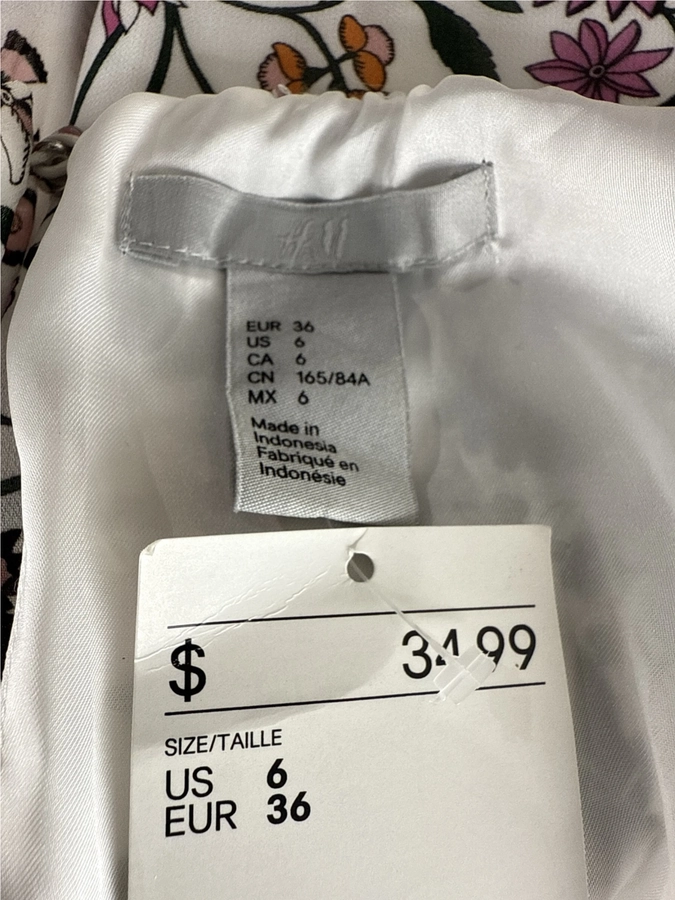 H&M
EUR 36
US 6
CA 6
CN 165/84A
MX 6
Made in
Indonesia
Fabriqué en
Indonésie
$ 34.99
SIZE/TAILLE
US 6
EUR 36